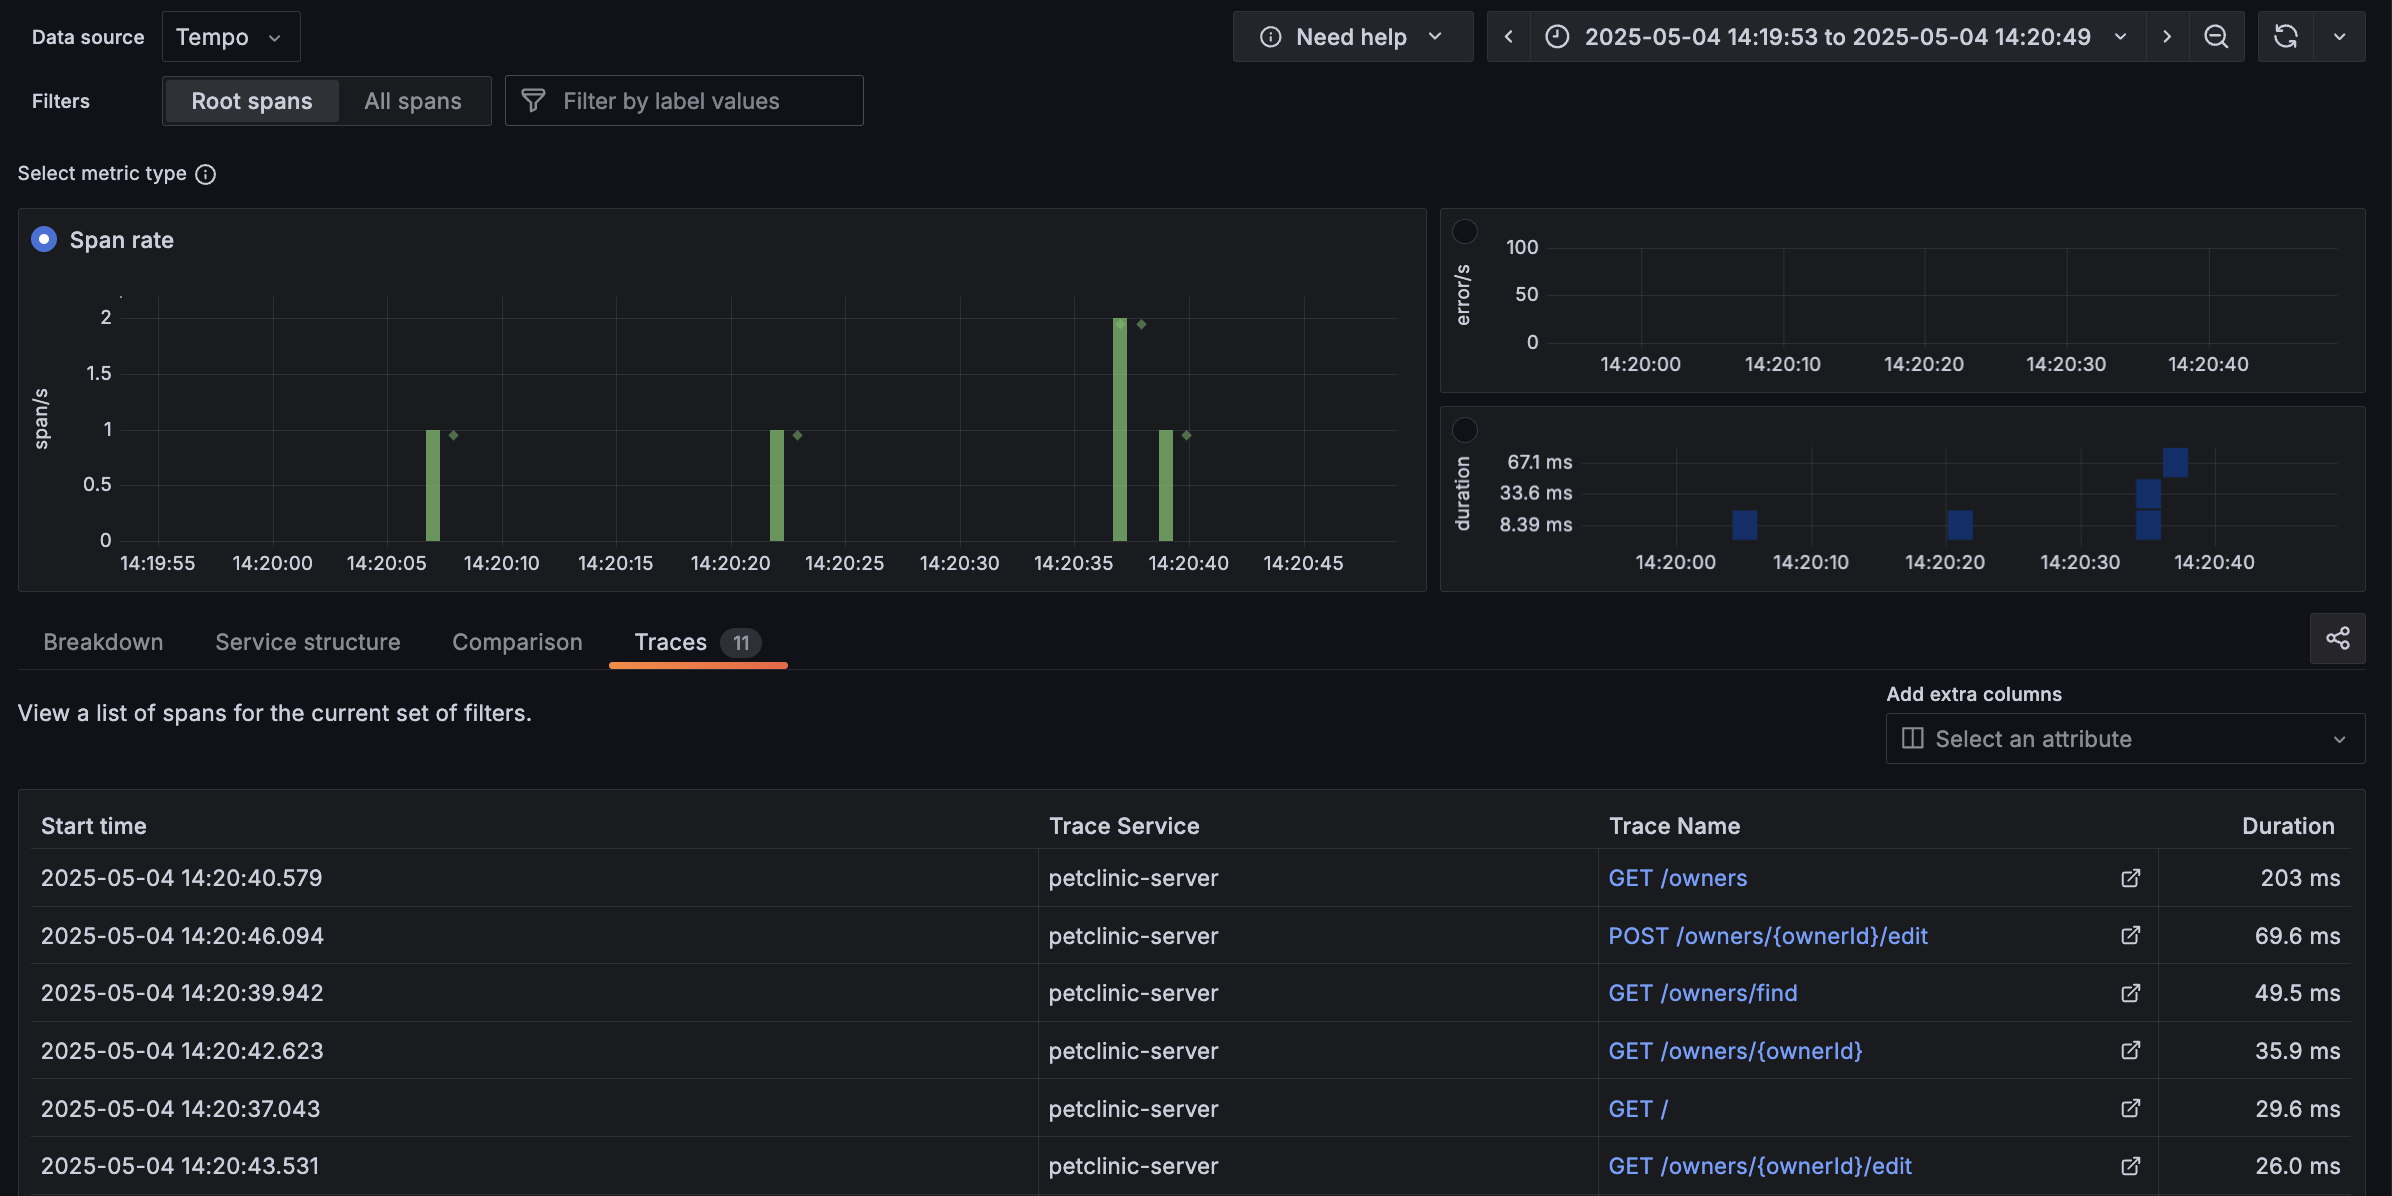 Data source Tempo Need help 2025-05-04 14:19:53 to 2025-05-04 14:20:49
Filters Root spans All spans Filter by label values
Select metric type
Span rate
span/s
2
1.5
1
0.5
0
14:19:55 14:20:00 14:20:05 14:20:10 14:20:15 14:20:20 14:20:25 14:20:30 14:20:35 14:20:40 14:20:45
error/s
100
50
0
14:20:00 14:20:10 14:20:20 14:20:30 14:20:40
duration
67.1 ms
33.6 ms
8.39 ms
14:20:00 14:20:10 14:20:20 14:20:30 14:20:40
Breakdown Service structure Comparison Traces 11
View a list of spans for the current set of filters.
Add extra columns
Select an attribute
Start time Trace Service Trace Name Duration
2025-05-04 14:20:40.579 petclinic-server GET /owners 203 ms
2025-05-04 14:20:46.094 petclinic-server POST /owners/{ownerId}/edit 69.6 ms
2025-05-04 14:20:39.942 petclinic-server GET /owners/find 49.5 ms
2025-05-04 14:20:42.623 petclinic-server GET /owners/{ownerId} 35.9 ms
2025-05-04 14:20:37.043 petclinic-server GET / 29.6 ms
2025-05-04 14:20:43.531 petclinic-server GET /owners/{ownerId}/edit 26.0 ms